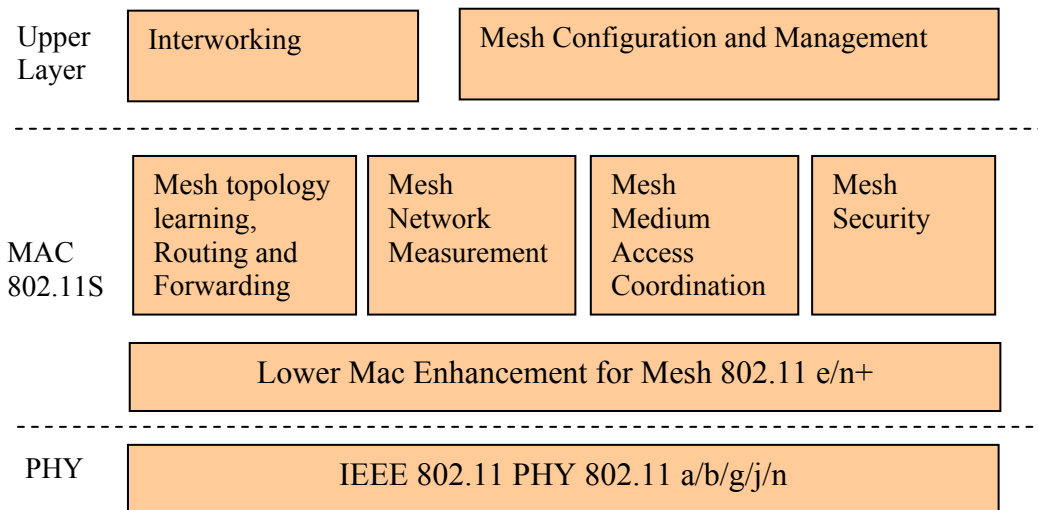 Upper
Layer
Interworking
Mesh Configuration and Management
MAC
802.11S
Mesh topology
learning,
Routing and
Forwarding
Mesh
Network
Measurement
Mesh
Medium
Access
Coordination
Mesh
Security
Lower Mac Enhancement for Mesh 802.11 e/n+
PHY
IEEE 802.11 PHY 802.11 a/b/g/j/n